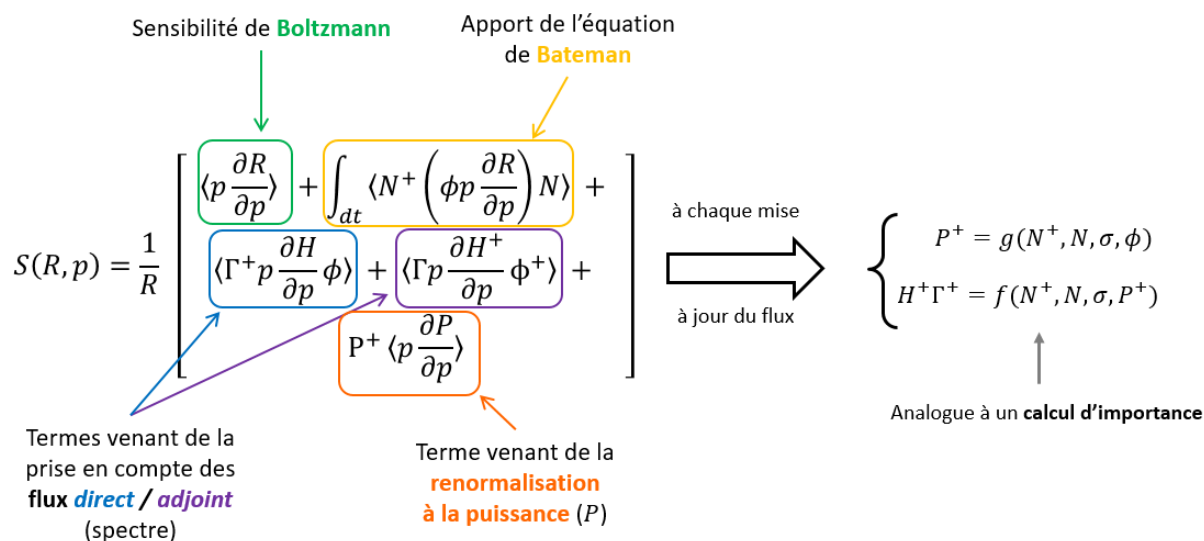 Sensibilité de Boltzmann
Apport de l'équation
de Bateman
S(R, p) = 1/R [ ⟨p ∂R/∂p⟩ + ∫_dt ⟨N⁺ (ϕp ∂R/∂p) N⟩ +
⟨Γ⁺p ∂H/∂p ϕ⟩ + ⟨Γp ∂H⁺/∂p ϕ⁺⟩ +
P⁺ ⟨p ∂P/∂p⟩ ]
à chaque mise
à jour du flux
{ P⁺ = g(N⁺, N, σ, ϕ)
H⁺Γ⁺ = f(N⁺, N, σ, P⁺)
Analogue à un calcul d'importance
Termes venant de la
prise en compte des
flux direct / adjoint
(spectre)
Terme venant de la
renormalisation
à la puissance (P)